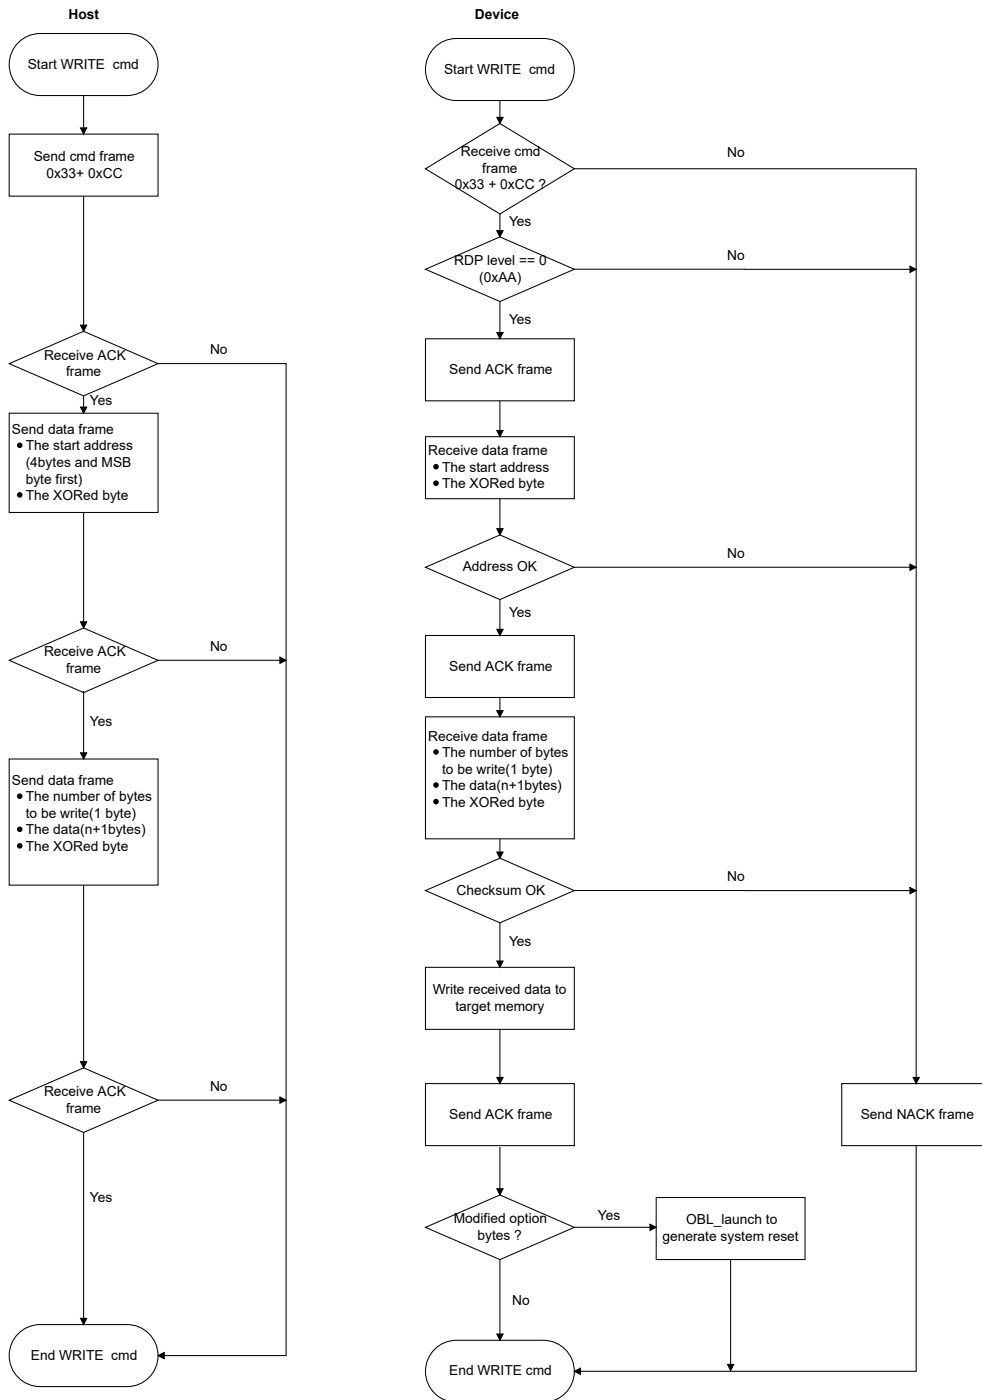 Host
Start WRITE cmd
Send cmd frame
0x33+ 0xCC
Receive ACK
frame
No
Yes
Send data frame
● The start address
(4bytes and MSB
byte first)
● The XORed byte
Receive ACK
frame
No
Yes
Send data frame
● The number of bytes
to be write(1 byte)
● The data(n+1bytes)
● The XORed byte
Receive ACK
frame
No
Yes
End WRITE cmd
Device
Start WRITE cmd
Receive cmd
frame
0x33 + 0xCC ?
No
Yes
RDP level == 0
(0xAA)
No
Yes
Send ACK frame
Receive data frame
● The start address
● The XORed byte
Address OK
No
Yes
Send ACK frame
Receive data frame
● The number of bytes
to be write(1 byte)
● The data(n+1bytes)
● The XORed byte
Checksum OK
No
Yes
Write received data to
target memory
Send ACK frame
Send NACK frame
Modified option
bytes ?
Yes
OBL_launch to
generate system reset
No
End WRITE cmd